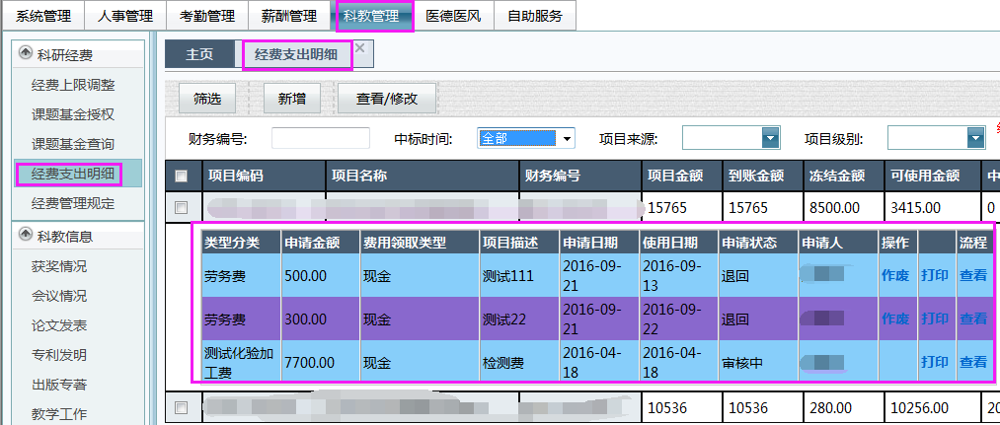 系统管理 人事管理 考勤管理 薪酬管理 科教管理 医德医风 自助服务
科研经费
经费上限调整
课题基金授权
课题基金查询
经费支出明细
经费管理规定
科教信息
获奖情况
会议情况
论文发表
专利发明
出版专著
教学工作
主页 经费支出明细
筛选 新增 查看/修改
财务编号: 中标时间: 全部 项目来源: 项目级别:
项目编码 项目名称 财务编号 项目金额 到账金额 冻结金额 可使用金额 中
15765 15765 8500.00 3415.00 0
类型分类 申请金额 费用领取类型 项目描述 申请日期 使用日期 申请状态 申请人 操作 流程
劳务费 500.00 现金 测试111 2016-09-21 2016-09-13 退回 作废 打印 查看
劳务费 300.00 现金 测试22 2016-09-21 2016-09-22 退回 作废 打印 查看
测试化验加工费 7700.00 现金 检测费 2016-04-18 2016-04-18 审核中 打印 查看
10536 10536 280.00 10256.00 20